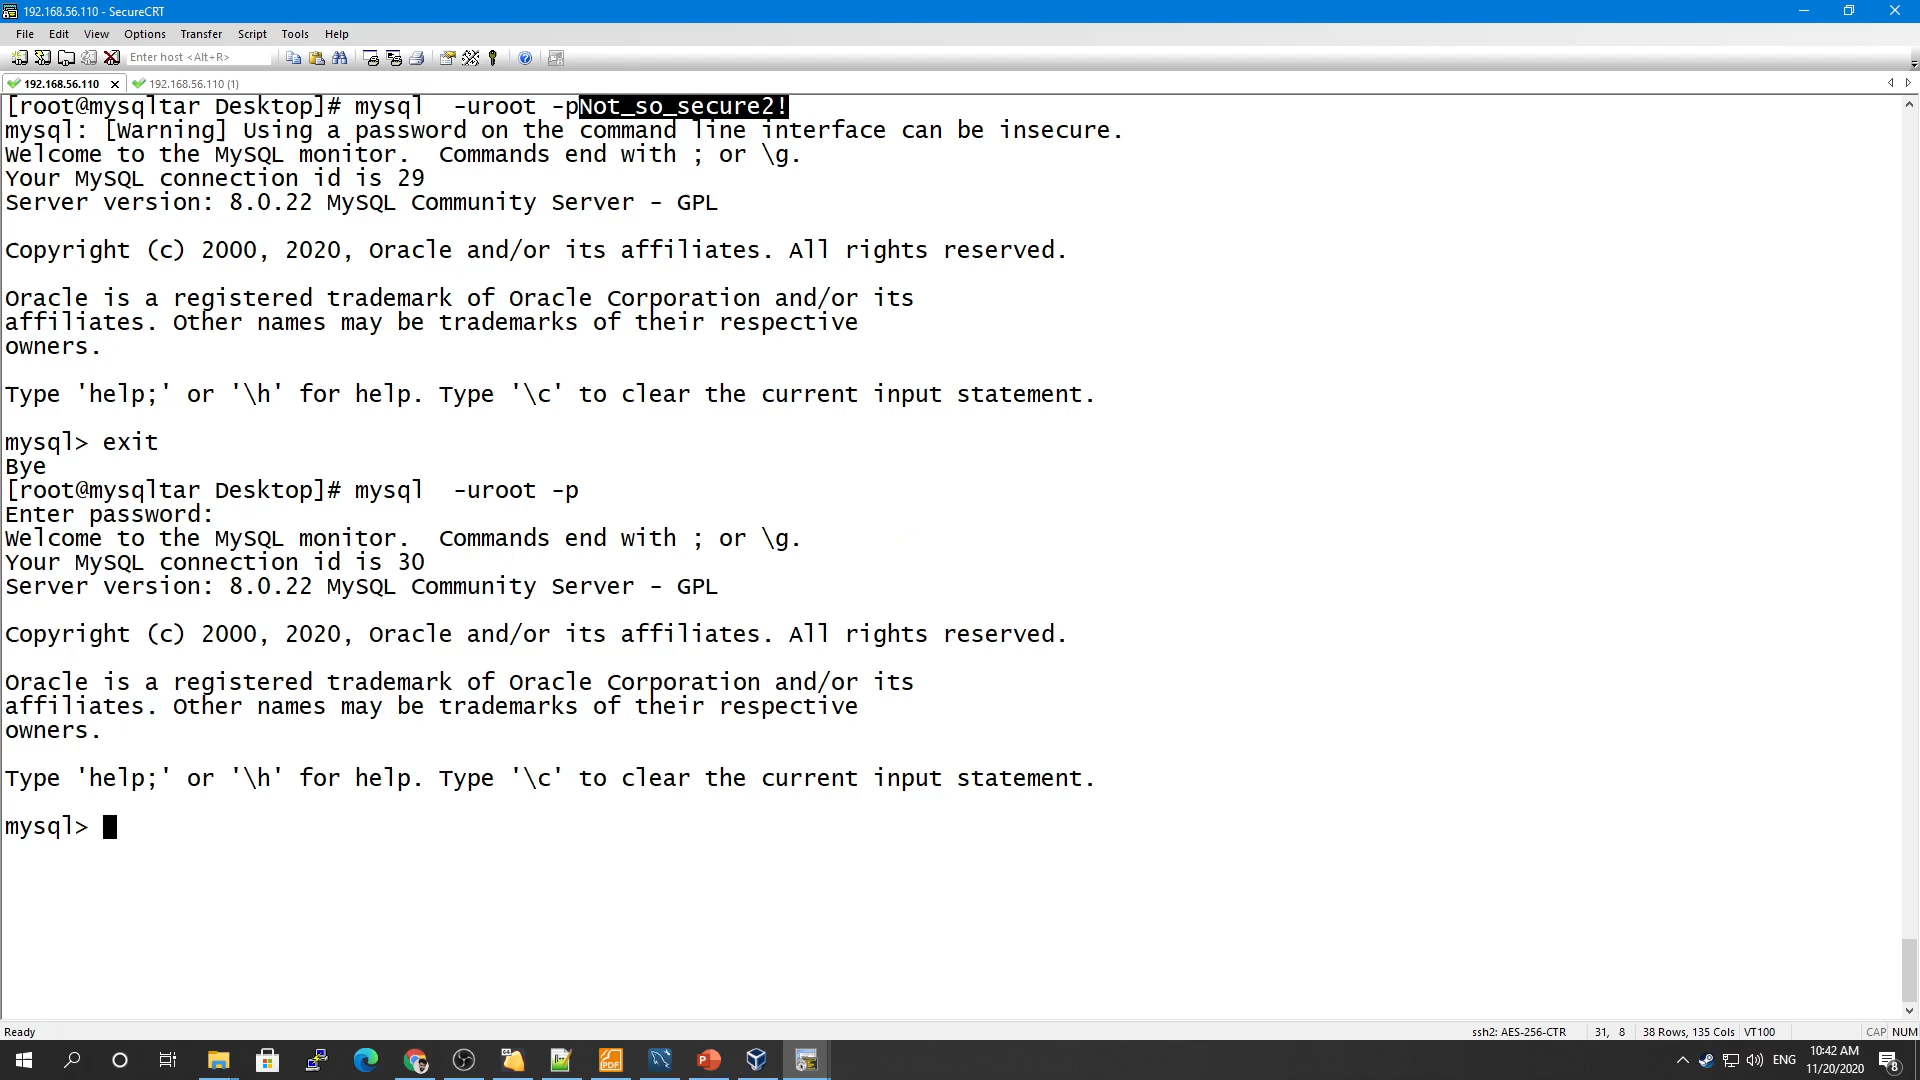 192.168.56.110 - SecureCRT
File Edit View Options Transfer Script Tools Help
Enter host <Alt+R>
192.168.56.110 192.168.56.110 (1)
[root@mysqltar Desktop]# mysql  -uroot -pNot_so_secure2!
mysql: [Warning] Using a password on the command line interface can be insecure.
Welcome to the MySQL monitor.  Commands end with ; or \g.
Your MySQL connection id is 29
Server version: 8.0.22 MySQL Community Server - GPL
Copyright (c) 2000, 2020, Oracle and/or its affiliates. All rights reserved.
Oracle is a registered trademark of Oracle Corporation and/or its
affiliates. Other names may be trademarks of their respective
owners.
Type 'help;' or '\h' for help. Type '\c' to clear the current input statement.
mysql> exit
Bye
[root@mysqltar Desktop]# mysql  -uroot -p
Enter password:
Welcome to the MySQL monitor.  Commands end with ; or \g.
Your MySQL connection id is 30
Server version: 8.0.22 MySQL Community Server - GPL
Copyright (c) 2000, 2020, Oracle and/or its affiliates. All rights reserved.
Oracle is a registered trademark of Oracle Corporation and/or its
affiliates. Other names may be trademarks of their respective
owners.
Type 'help;' or '\h' for help. Type '\c' to clear the current input statement.
mysql>
Ready ssh2: AES-256-CTR 31, 8 38 Rows, 135 Cols VT100 CAP NUM
ENG 10:42 AM
11/20/2020 8